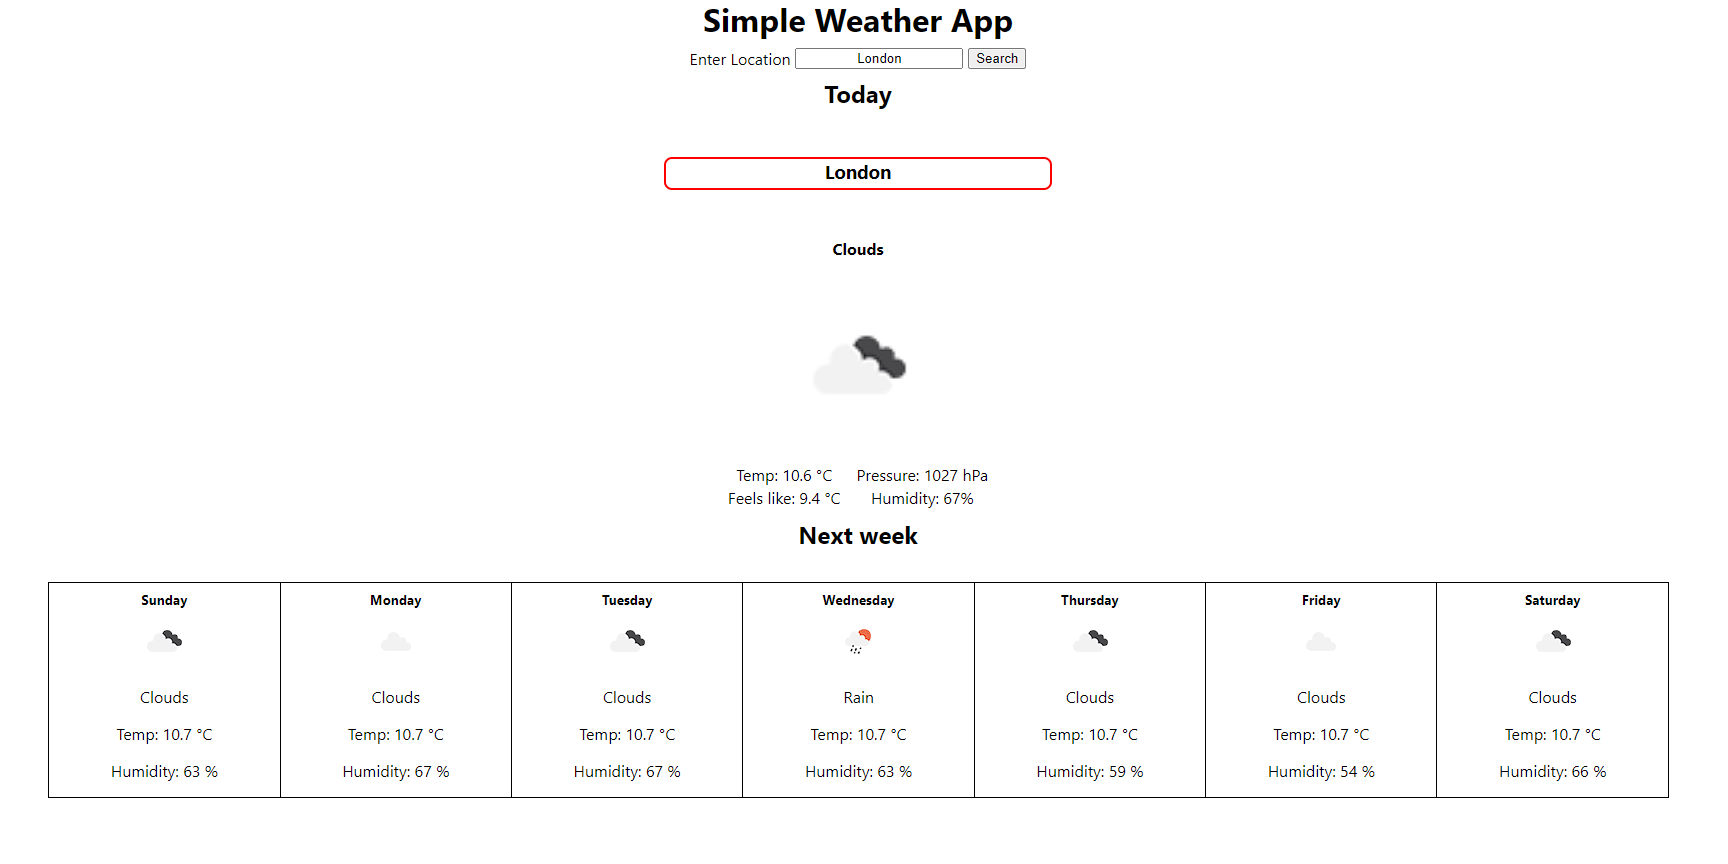 Simple Weather App
Enter Location London Search
Today
London
Clouds
Temp: 10.6 °C Pressure: 1027 hPa
Feels like: 9.4 °C Humidity: 67%
Next week
Sunday Monday Tuesday Wednesday Thursday Friday Saturday
Clouds Clouds Clouds Rain Clouds Clouds Clouds
Temp: 10.7 °C Temp: 10.7 °C Temp: 10.7 °C Temp: 10.7 °C Temp: 10.7 °C Temp: 10.7 °C Temp: 10.7 °C
Humidity: 63 % Humidity: 67 % Humidity: 67 % Humidity: 63 % Humidity: 59 % Humidity: 54 % Humidity: 66 %